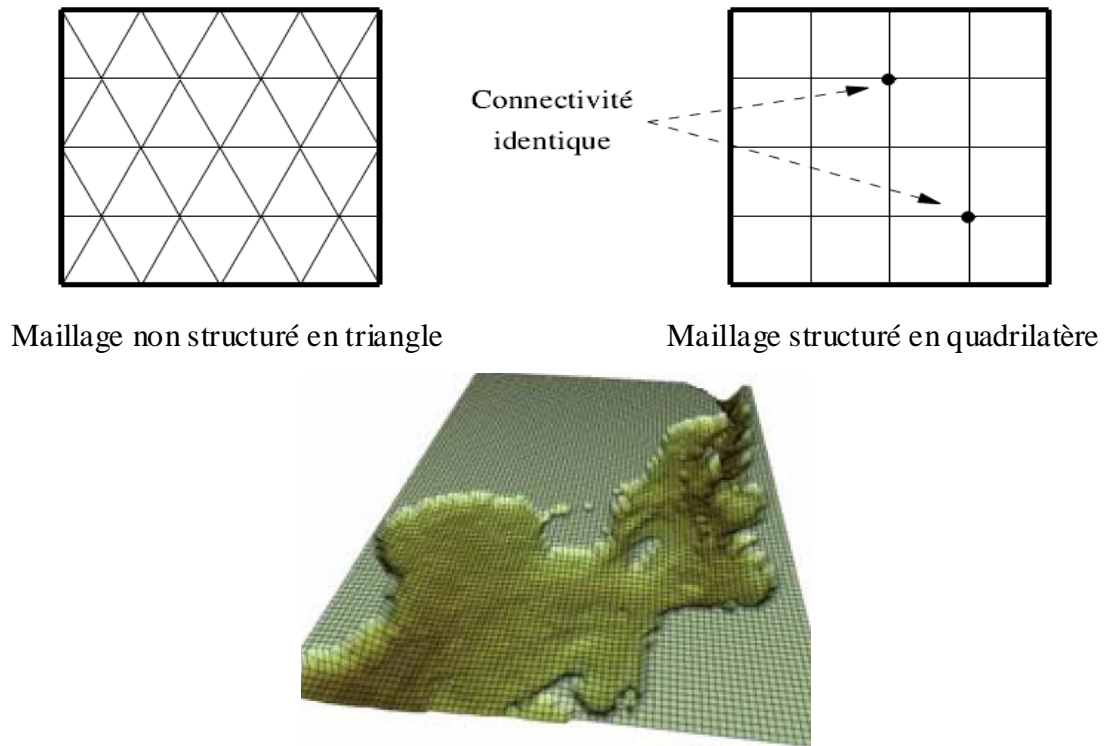 Connectivité
identique
Maillage non structuré en triangle
Maillage structuré en quadrilatère